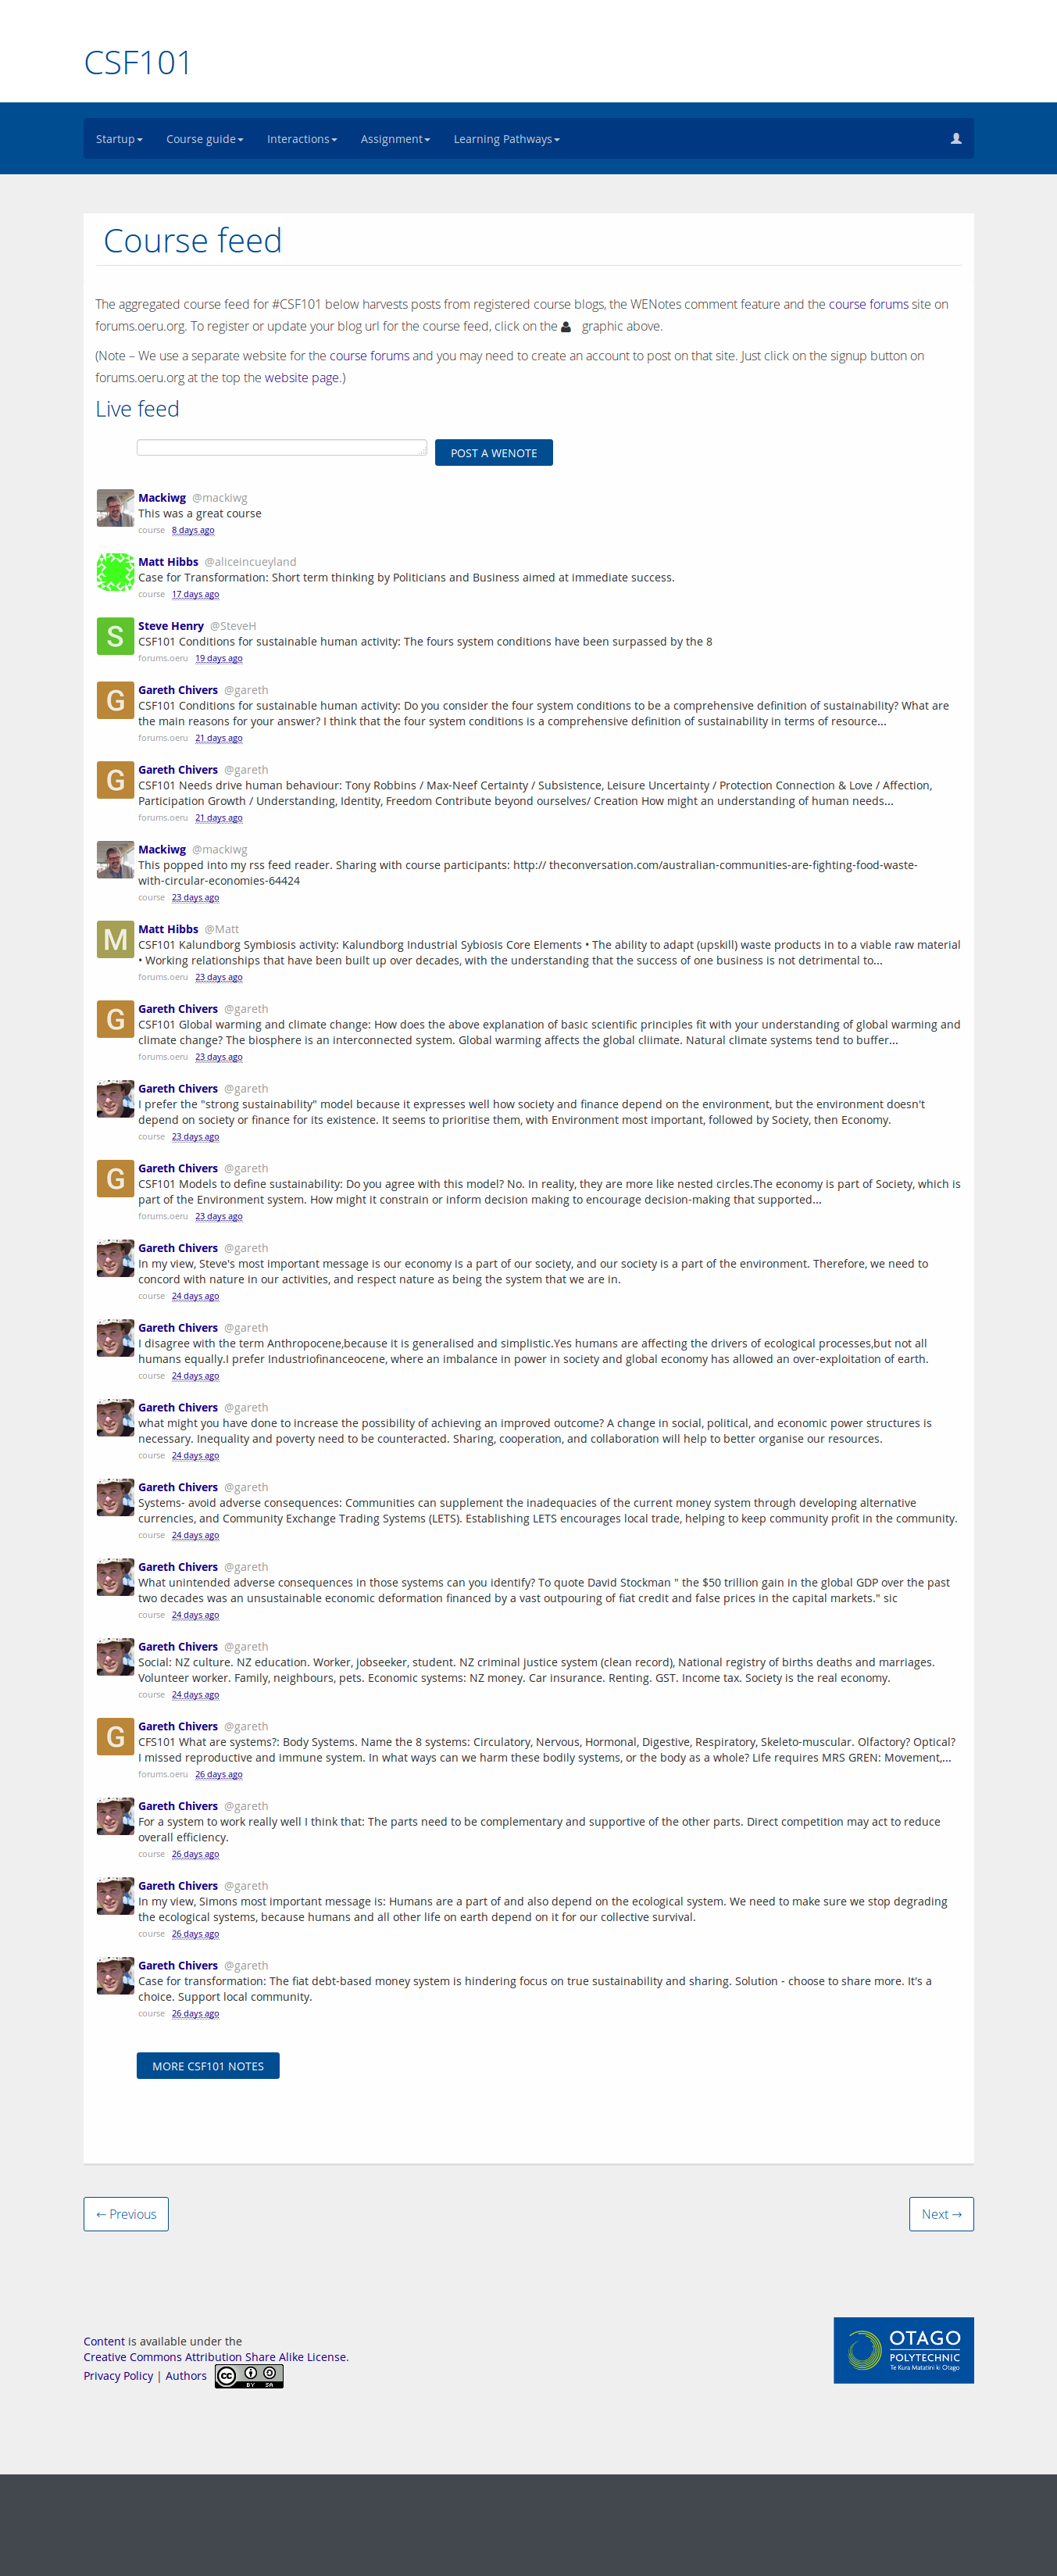 CSF101
Startup Course guide Interactions Assignment Learning Pathways
Course feed
The aggregated course feed for #CSF101 below harvests posts from registered course blogs, the WENotes comment feature and the course forums site on
forums.oeru.org. To register or update your blog url for the course feed, click on the graphic above.
(Note – We use a separate website for the course forums and you may need to create an account to post on that site. Just click on the signup button on
forums.oeru.org at the top the website page.)
Live feed
POST A WENOTE
Mackiwg @mackiwg
This was a great course
course 8 days ago
Matt Hibbs @aliceincueyland
Case for Transformation: Short term thinking by Politicians and Business aimed at immediate success.
course 17 days ago
S
Steve Henry @SteveH
CSF101 Conditions for sustainable human activity: The fours system conditions have been surpassed by the 8
forums.oeru 19 days ago
G
Gareth Chivers @gareth
CSF101 Conditions for sustainable human activity: Do you consider the four system conditions to be a comprehensive definition of sustainability? What are
the main reasons for your answer? I think that the four system conditions is a comprehensive definition of sustainability in terms of resource...
forums.oeru 21 days ago
G
Gareth Chivers @gareth
CSF101 Needs drive human behaviour: Tony Robbins / Max-Neef Certainty / Subsistence, Leisure Uncertainty / Protection Connection & Love / Affection,
Participation Growth / Understanding, Identity, Freedom Contribute beyond ourselves/ Creation How might an understanding of human needs...
forums.oeru 21 days ago
Mackiwg @mackiwg
This popped into my rss feed reader. Sharing with course participants: http:// theconversation.com/australian-communities-are-fighting-food-waste-
with-circular-economies-64424
course 23 days ago
M
Matt Hibbs @Matt
CSF101 Kalundborg Symbiosis activity: Kalundborg Industrial Sybiosis Core Elements • The ability to adapt (upskill) waste products in to a viable raw material
• Working relationships that have been built up over decades, with the understanding that the success of one business is not detrimental to...
forums.oeru 23 days ago
G
Gareth Chivers @gareth
CSF101 Global warming and climate change: How does the above explanation of basic scientific principles fit with your understanding of global warming and
climate change? The biosphere is an interconnected system. Global warming affects the global cliimate. Natural climate systems tend to buffer...
forums.oeru 23 days ago
Gareth Chivers @gareth
I prefer the "strong sustainability" model because it expresses well how society and finance depend on the environment, but the environment doesn't
depend on society or finance for its existence. It seems to prioritise them, with Environment most important, followed by Society, then Economy.
course 23 days ago
G
Gareth Chivers @gareth
CSF101 Models to define sustainability: Do you agree with this model? No. In reality, they are more like nested circles.The economy is part of Society, which is
part of the Environment system. How might it constrain or inform decision making to encourage decision-making that supported...
forums.oeru 23 days ago
Gareth Chivers @gareth
In my view, Steve's most important message is our economy is a part of our society, and our society is a part of the environment. Therefore, we need to
concord with nature in our activities, and respect nature as being the system that we are in.
course 24 days ago
Gareth Chivers @gareth
I disagree with the term Anthropocene,because it is generalised and simplistic.Yes humans are affecting the drivers of ecological processes,but not all
humans equally.I prefer Industriofinanceocene, where an imbalance in power in society and global economy has allowed an over-exploitation of earth.
course 24 days ago
Gareth Chivers @gareth
what might you have done to increase the possibility of achieving an improved outcome? A change in social, political, and economic power structures is
necessary. Inequality and poverty need to be counteracted. Sharing, cooperation, and collaboration will help to better organise our resources.
course 24 days ago
Gareth Chivers @gareth
Systems- avoid adverse consequences: Communities can supplement the inadequacies of the current money system through developing alternative
currencies, and Community Exchange Trading Systems (LETS). Establishing LETS encourages local trade, helping to keep community profit in the community.
course 24 days ago
Gareth Chivers @gareth
What unintended adverse consequences in those systems can you identify? To quote David Stockman " the $50 trillion gain in the global GDP over the past
two decades was an unsustainable economic deformation financed by a vast outpouring of fiat credit and false prices in the capital markets." sic
course 24 days ago
Gareth Chivers @gareth
Social: NZ culture. NZ education. Worker, jobseeker, student. NZ criminal justice system (clean record), National registry of births deaths and marriages.
Volunteer worker. Family, neighbours, pets. Economic systems: NZ money. Car insurance. Renting. GST. Income tax. Society is the real economy.
course 24 days ago
G
Gareth Chivers @gareth
CFS101 What are systems?: Body Systems. Name the 8 systems: Circulatory, Nervous, Hormonal, Digestive, Respiratory, Skeleto-muscular. Olfactory? Optical?
I missed reproductive and immune system. In what ways can we harm these bodily systems, or the body as a whole? Life requires MRS GREN: Movement,...
forums.oeru 26 days ago
Gareth Chivers @gareth
For a system to work really well I think that: The parts need to be complementary and supportive of the other parts. Direct competition may act to reduce
overall efficiency.
course 26 days ago
Gareth Chivers @gareth
In my view, Simons most important message is: Humans are a part of and also depend on the ecological system. We need to make sure we stop degrading
the ecological systems, because humans and all other life on earth depend on it for our collective survival.
course 26 days ago
Gareth Chivers @gareth
Case for transformation: The fiat debt-based money system is hindering focus on true sustainability and sharing. Solution - choose to share more. It's a
choice. Support local community.
course 26 days ago
MORE CSF101 NOTES
← Previous
Next →
Content is available under the
Creative Commons Attribution Share Alike License.
Privacy Policy | Authors
cc BY SA
OTAGO
POLYTECHNIC
Te Kura Matatini ki Otago